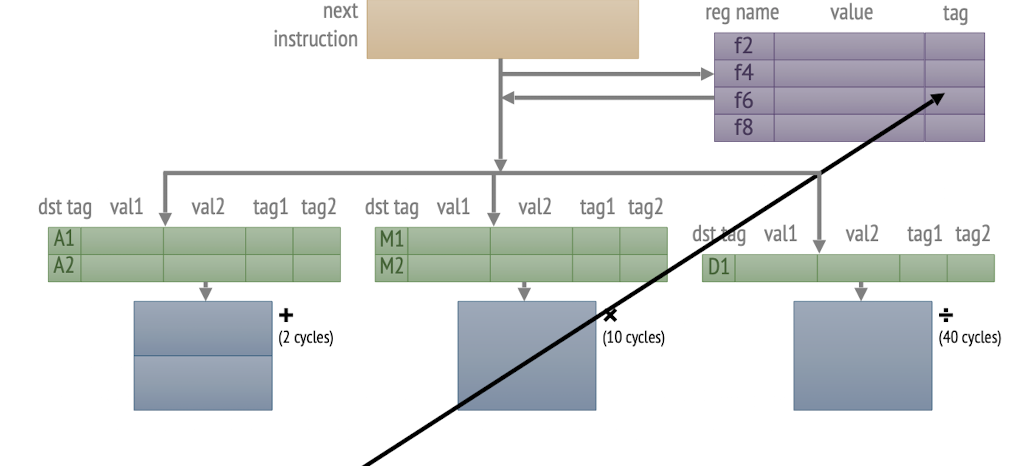 next
instruction
reg name value tag
f2
f4
f6
f8
dst tag val1 val2 tag1 tag2
A1
A2
+
(2 cycles)
dst tag val1 val2 tag1 tag2
M1
M2
×
(10 cycles)
dst tag val1 val2 tag1 tag2
D1
÷
(40 cycles)